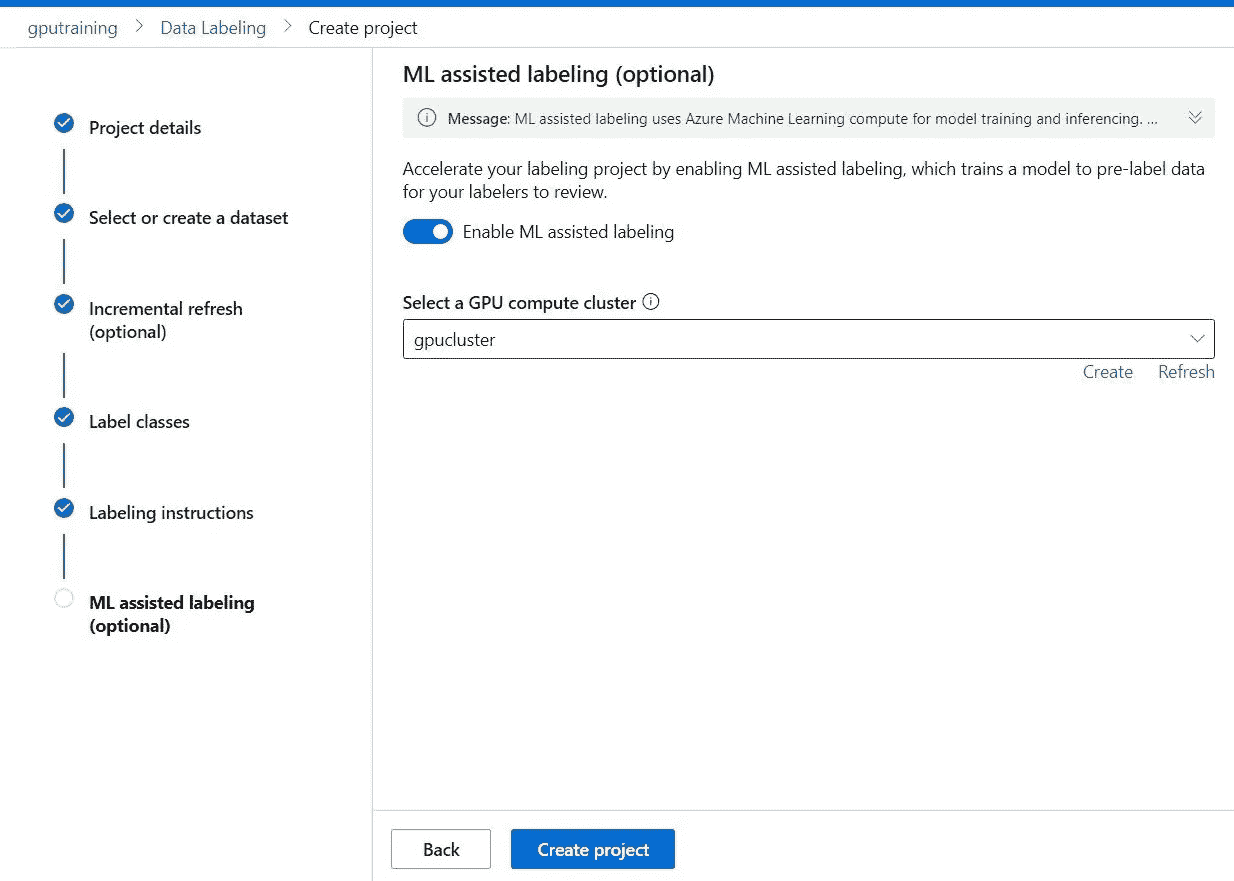 gputraining > Data Labeling > Create project
Project details
Select or create a dataset
Incremental refresh
(optional)
Label classes
Labeling instructions
ML assisted labeling
(optional)
ML assisted labeling (optional)
Message: ML assisted labeling uses Azure Machine Learning compute for model training and inferencing. ...
Accelerate your labeling project by enabling ML assisted labeling, which trains a model to pre-label data
for your labelers to review.
Enable ML assisted labeling
Select a GPU compute cluster
gpucluster
Create Refresh
Back Create project